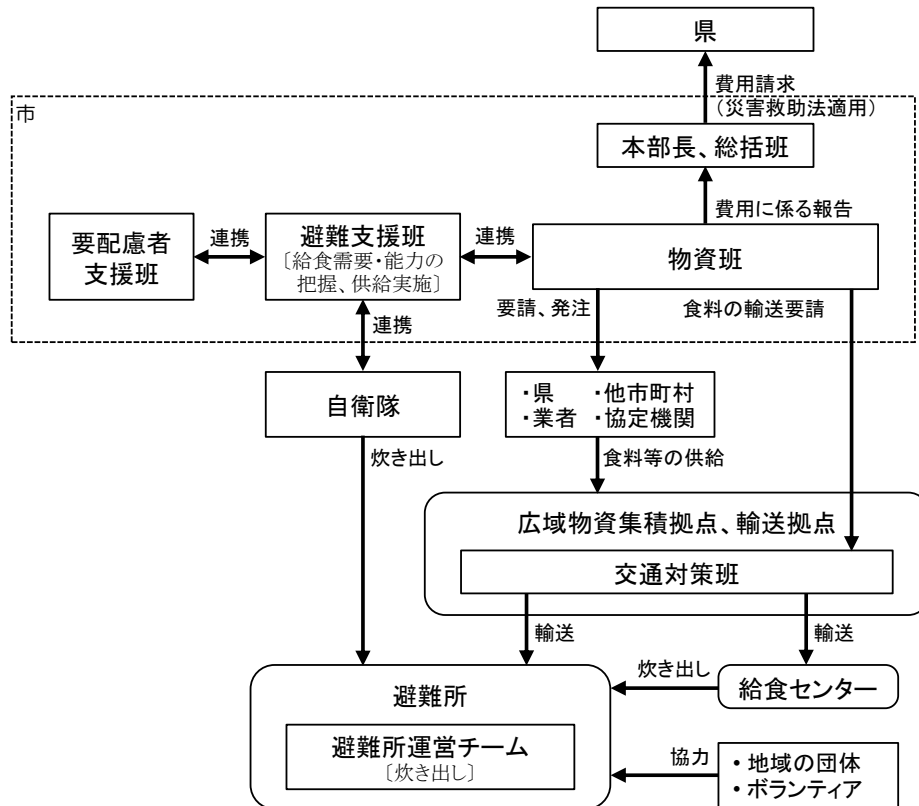 県
費用請求
（災害救助法適用）
市
本部長、総括班
費用に係る報告
要配慮者
支援班
連携
避難支援班
〔給食需要・能力の
把握、供給実施〕
連携
物資班
要請、発注
食料の輸送要請
連携
自衛隊
・県　・他市町村
・業者　・協定機関
炊き出し
食料等の供給
広域物資集積拠点、輸送拠点
交通対策班
輸送
輸送
避難所
炊き出し
給食センター
避難所運営チーム
〔炊き出し〕
協力
・地域の団体
・ボランティア